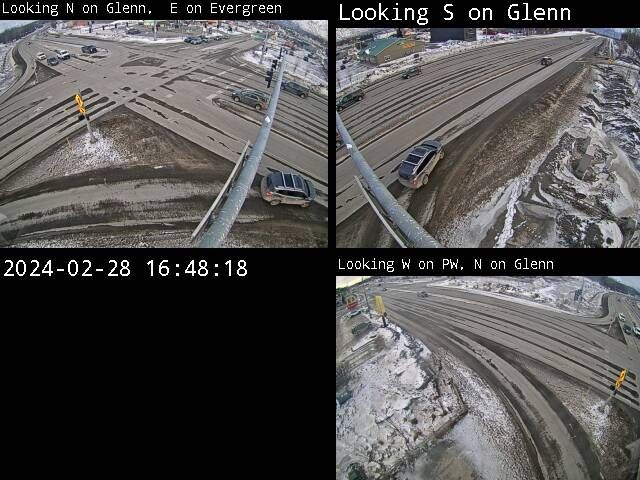 Looking N on Glenn, E on Evergreen
Looking S on Glenn
2024-02-28 16:48:18
Looking W on PW, N on Glenn